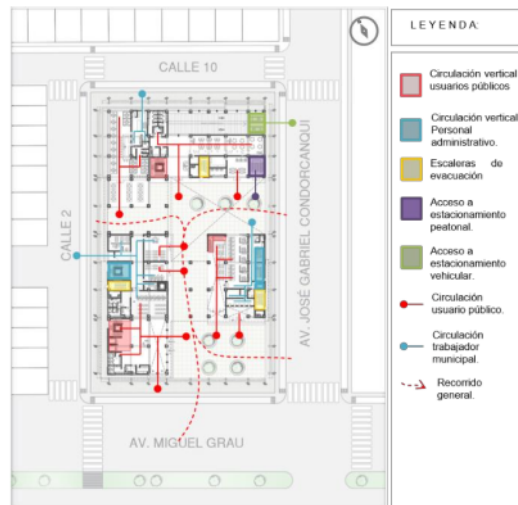 LEYENDA:
CALLE 10
CALLE 2
AV. JOSÉ GABRIEL CONDORCANQUI
AV. MIGUEL GRAU
Circulación vertical
usuarios públicos
Circulación vertical
Personal
administrativo.
Escaleras de
evacuación
Acceso a
estacionamiento
peatonal.
Acceso a
estacionamiento
vehicular.
Circulación
usuario público.
Circulación
trabajador
municipal.
Recorrido
general.